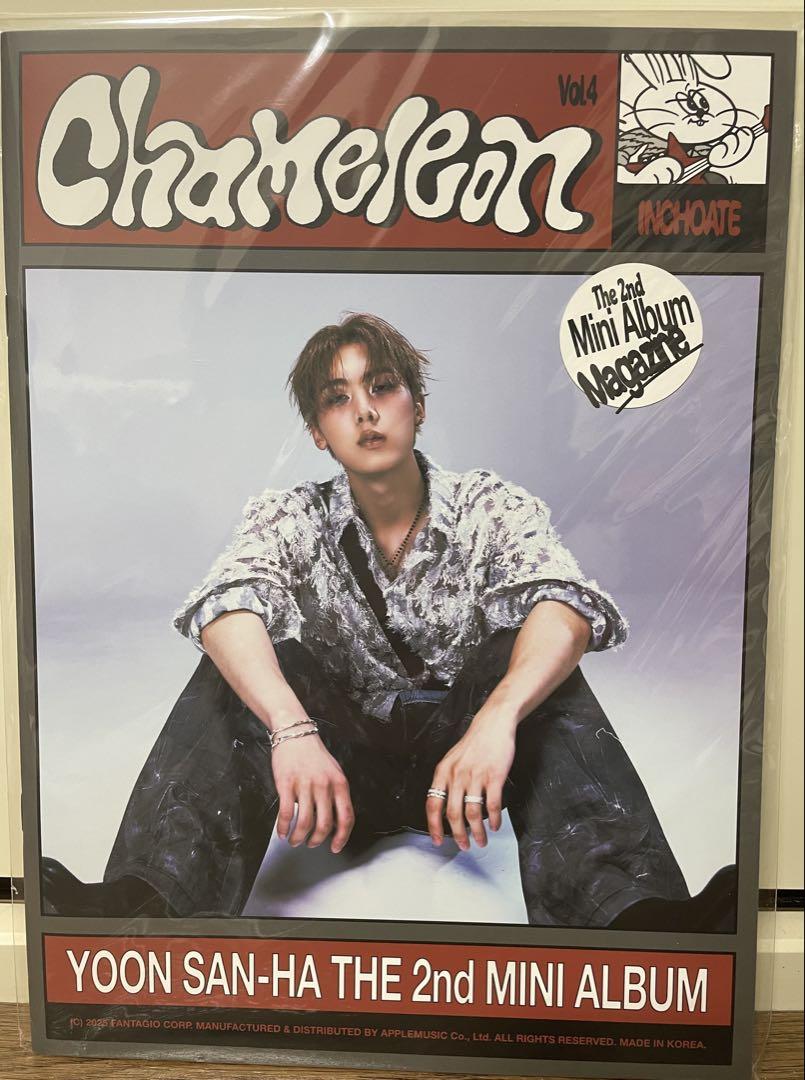 Chameleon
Vol.4
INCHOATE
The 2nd
Mini Album
Magazine
YOON SAN-HA THE 2nd MINI ALBUM
(C) 2025 FANTAGIO CORP. MANUFACTURED & DISTRIBUTED BY APPLEMUSIC Co., Ltd. ALL RIGHTS RESERVED. MADE IN KOREA.